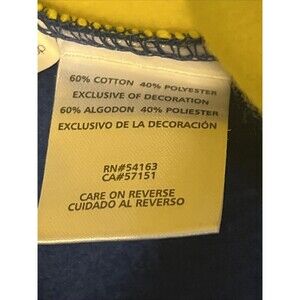 60% COTTON 40% POLYESTER
EXCLUSIVE OF DECORATION
60% ALGODON 40% POLIESTER
EXCLUSIVO DE LA DECORACIÓN
RN#54163
CA#57151
CARE ON REVERSE
CUIDADO AL REVERSO